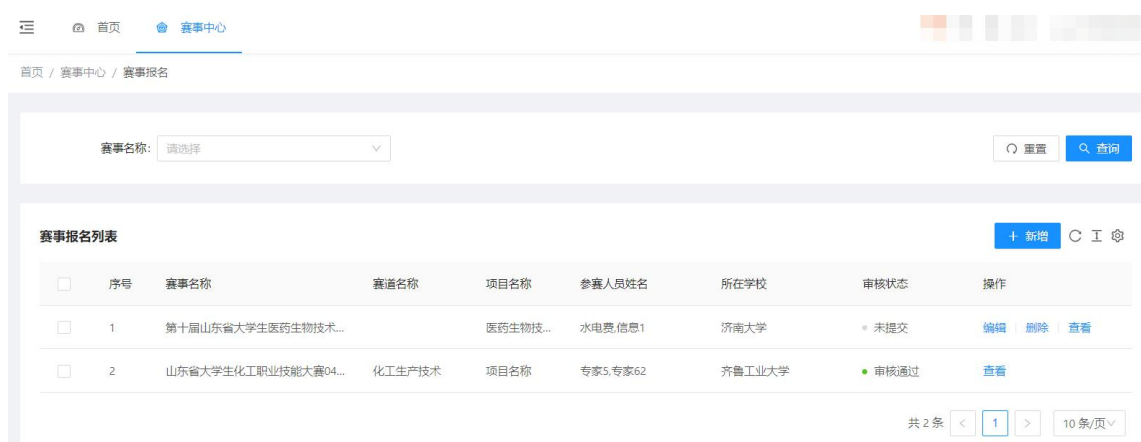 首页 赛事中心
首页 / 赛事中心 / 赛事报名
赛事名称: 请选择 重置 查询
赛事报名列表 + 新增
序号 赛事名称 赛道名称 项目名称 参赛人员姓名 所在学校 审核状态 操作
1 第十届山东省大学生医药生物技术... 医药生物技... 水电费,信息1 济南大学 未提交 编辑 删除 查看
2 山东省大学生化工职业技能大赛04... 化工生产技术 项目名称 专家5,专家62 齐鲁工业大学 审核通过 查看
共 2 条 < 1 > 10 条/页